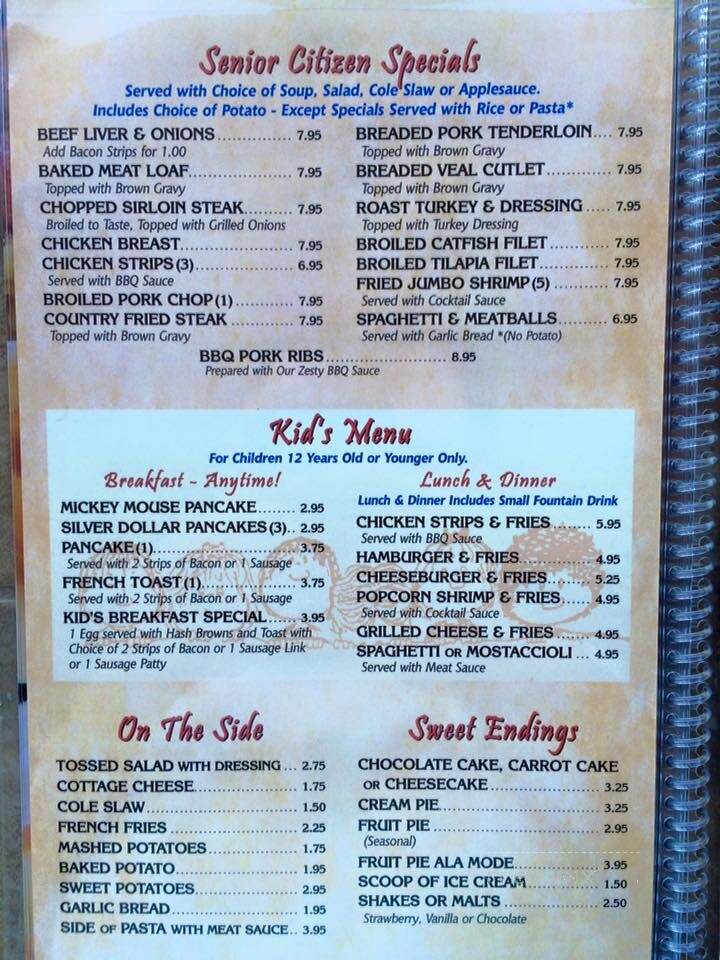 Senior Citizen Specials
Served with Choice of Soup, Salad, Cole Slaw or Applesauce.
Includes Choice of Potato - Except Specials Served with Rice or Pasta*
BEEF LIVER & ONIONS .............. 7.95
Add Bacon Strips for 1.00
BAKED MEAT LOAF................... 7.95
Topped with Brown Gravy
CHOPPED SIRLOIN STEAK.......... 7.95
Broiled to Taste, Topped with Grilled Onions
CHICKEN BREAST..................... 7.95
CHICKEN STRIPS (3).................. 6.95
Served with BBQ Sauce
BROILED PORK CHOP (1) ........... 7.95
COUNTRY FRIED STEAK ............ 7.95
Topped with Brown Gravy
BREADED PORK TENDERLOIN.... 7.95
Topped with Brown Gravy
BREADED VEAL CUTLET ............. 7.95
Topped with Brown Gravy
ROAST TURKEY & DRESSING ..... 7.95
Topped with Turkey Dressing
BROILED CATFISH FILET ............ 7.95
BROILED TILAPIA FILET.............. 7.95
FRIED JUMBO SHRIMP (5) .......... 7.95
Served with Cocktail Sauce
SPAGHETTI & MEATBALLS.......... 6.95
Served with Garlic Bread *(No Potato)
BBQ PORK RIBS........................ 8.95
Prepared with Our Zesty BBQ Sauce
Kid's Menu
For Children 12 Years Old or Younger Only.
Breakfast - Anytime!
MICKEY MOUSE PANCAKE........ 2.95
SILVER DOLLAR PANCAKES (3).. 2.95
PANCAKE (1)............................ 3.75
Served with 2 Strips of Bacon or 1 Sausage
FRENCH TOAST (1)................... 3.75
Served with 2 Strips of Bacon or 1 Sausage
KID'S BREAKFAST SPECIAL...... 3.95
1 Egg served with Hash Browns and Toast with
Choice of 2 Strips of Bacon or 1 Sausage Link
or 1 Sausage Patty
Lunch & Dinner
Lunch & Dinner Includes Small Fountain Drink
CHICKEN STRIPS & FRIES ........ 5.95
Served with BBQ Sauce
HAMBURGER & FRIES............... 4.95
CHEESEBURGER & FRIES.......... 5.25
POPCORN SHRIMP & FRIES...... 4.95
Served with Cocktail Sauce
GRILLED CHEESE & FRIES ........ 4.95
SPAGHETTI OR MOSTACCIOLI ... 4.95
Served with Meat Sauce
On The Side
TOSSED SALAD WITH DRESSING ... 2.75
COTTAGE CHEESE..................... 1.75
COLE SLAW............................. 1.50
FRENCH FRIES ......................... 2.25
MASHED POTATOES.................. 1.75
BAKED POTATO........................ 1.95
SWEET POTATOES.................... 2.95
GARLIC BREAD ........................ 1.95
SIDE OF PASTA WITH MEAT SAUCE.. 3.95
Sweet Endings
CHOCOLATE CAKE, CARROT CAKE
OR CHEESECAKE ..................... 3.25
CREAM PIE.............................. 3.25
FRUIT PIE ............................... 2.95
(Seasonal)
FRUIT PIE ALA MODE................ 3.95
SCOOP OF ICE CREAM.............. 1.50
SHAKES OR MALTS .................. 2.50
Strawberry, Vanilla or Chocolate